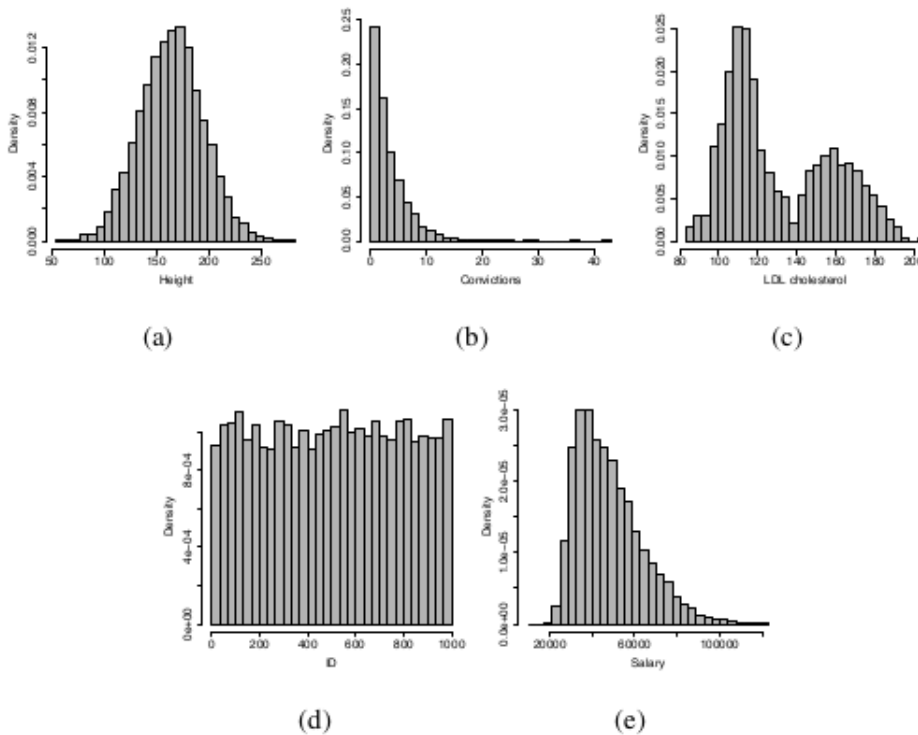 Density
0.000 0.004 0.008 0.012
50 100 150 200 250
Height
(a)
Density
0.00 0.05 0.10 0.15 0.20 0.25
0 10 20 30 40
Convictions
(b)
Density
0.000 0.005 0.010 0.015 0.020 0.025
80 100 120 140 160 180
LDL cholesterol
(c)
Density
0e+00 4e-04 8e-04
0 200 400 600 800 1000
ID
(d)
Density
0.0e+00 1.0e-05 2.0e-05 3.0e-05
20000 60000 100000
Salary
(e)